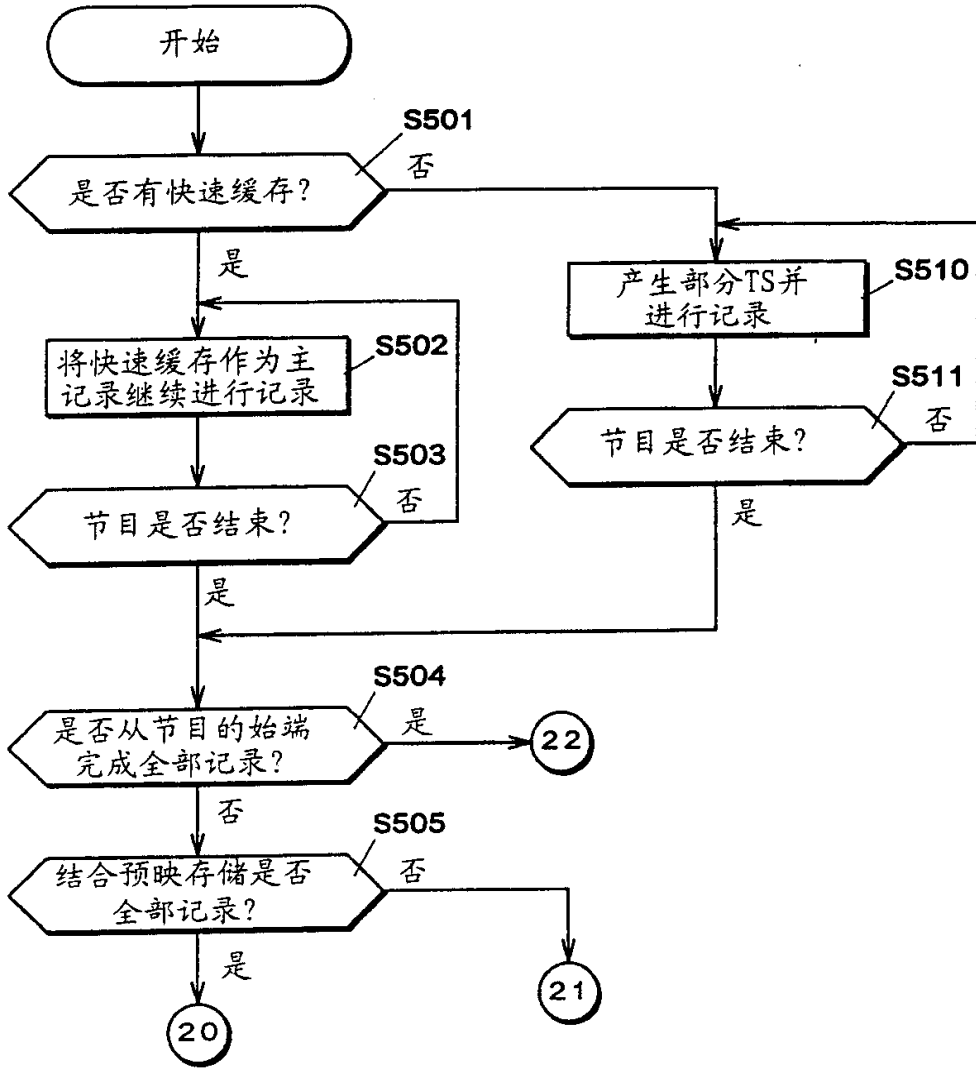 开始
S501
是否有快速缓存?
否
是
产生部分TS并
进行记录
S510
将快速缓存作为主
记录继续进行记录
S502
S511
节目是否结束?
否
是
S503
节目是否结束?
否
是
S504
是否从节目的始端
完成全部记录?
是
22
否
S505
结合预映存储是否
全部记录?
否
是
21
20